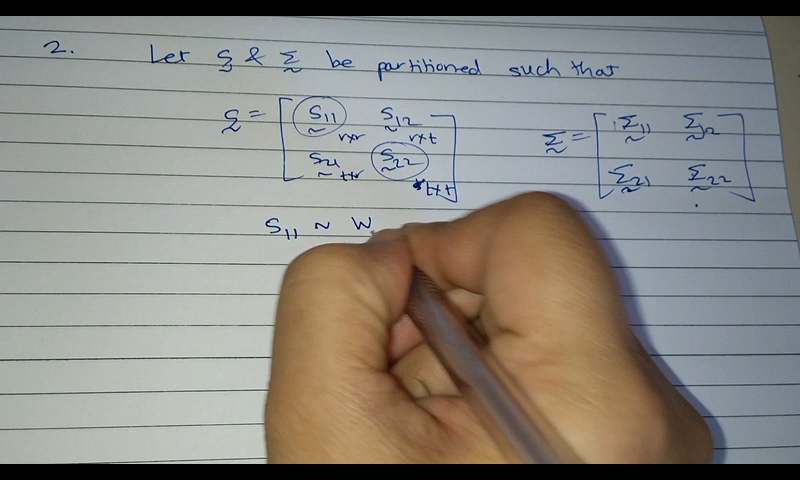 2. Let S & Σ be partitioned such that
S = [ S11 r×r S12 r×t Σ = [ Σ11 Σ12
S21 t×r S22 t×t ] Σ21 Σ22 ]
S11 ~ W